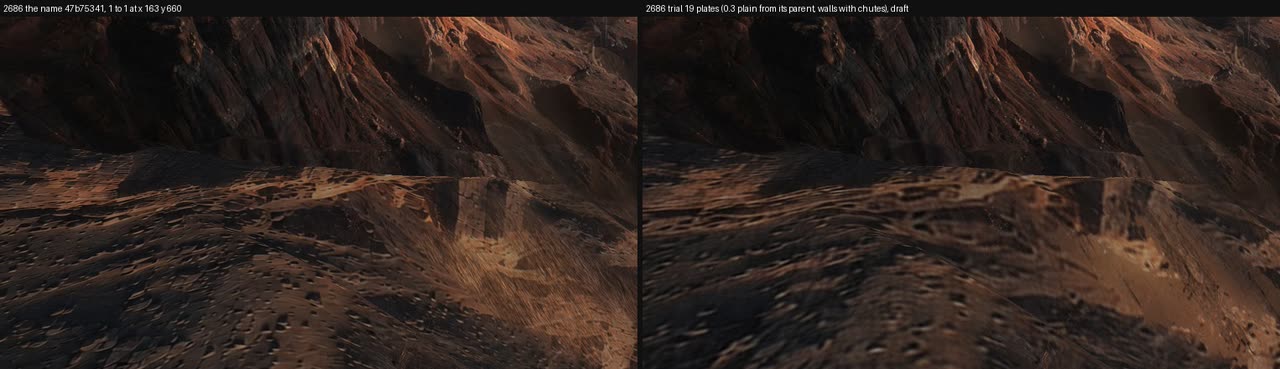 2686 the name 47b75341, 1 to 1 at x 163 y 660
2686 trial 19 plates (0.3 plain from its parent, walls with chutes), draft